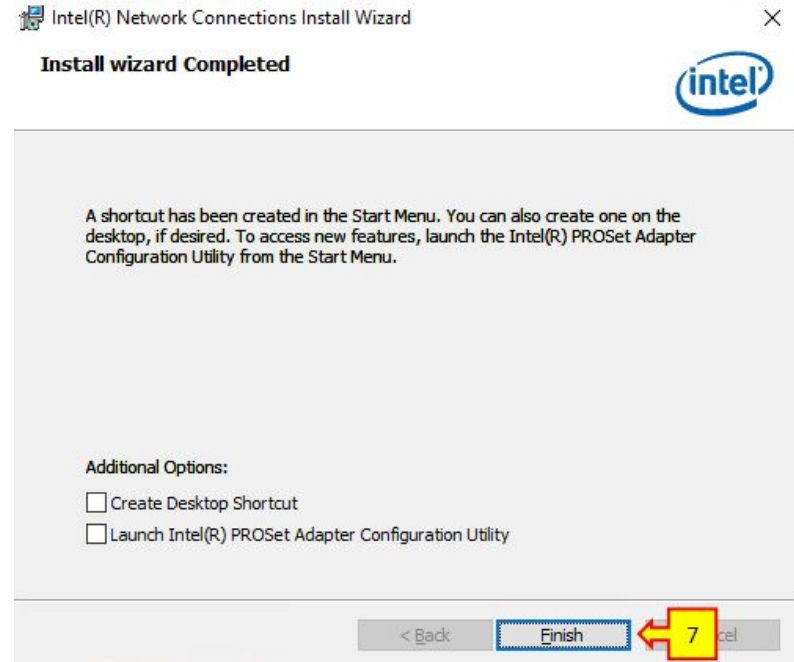 Intel(R) Network Connections Install Wizard
Install wizard Completed
intel
A shortcut has been created in the Start Menu. You can also create one on the
desktop, if desired. To access new features, launch the Intel(R) PROSet Adapter
Configuration Utility from the Start Menu.
Additional Options:
Create Desktop Shortcut
Launch Intel(R) PROSet Adapter Configuration Utility
< Back
Finish
7